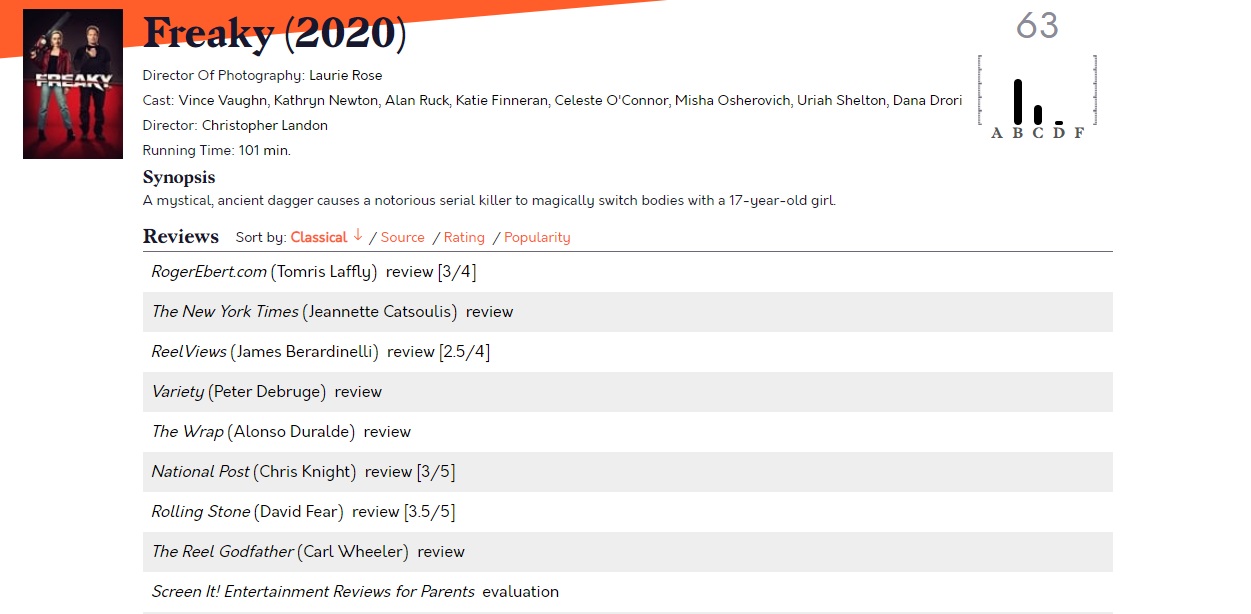 FREAKY
Freaky (2020)
63
Director Of Photography: Laurie Rose
Cast: Vince Vaughn, Kathryn Newton, Alan Ruck, Katie Finneran, Celeste O'Connor, Misha Osherovich, Uriah Shelton, Dana Drori
A B C D F
Director: Christopher Landon
Running Time: 101 min.
Synopsis
A mystical, ancient dagger causes a notorious serial killer to magically switch bodies with a 17-year-old girl.
Reviews Sort by: Classical ↓ / Source / Rating / Popularity
RogerEbert.com (Tomris Laffly) review [3/4]
The New York Times (Jeannette Catsoulis) review
ReelViews (James Berardinelli) review [2.5/4]
Variety (Peter Debruge) review
The Wrap (Alonso Duralde) review
National Post (Chris Knight) review [3/5]
Rolling Stone (David Fear) review [3.5/5]
The Reel Godfather (Carl Wheeler) review
Screen It! Entertainment Reviews for Parents evaluation